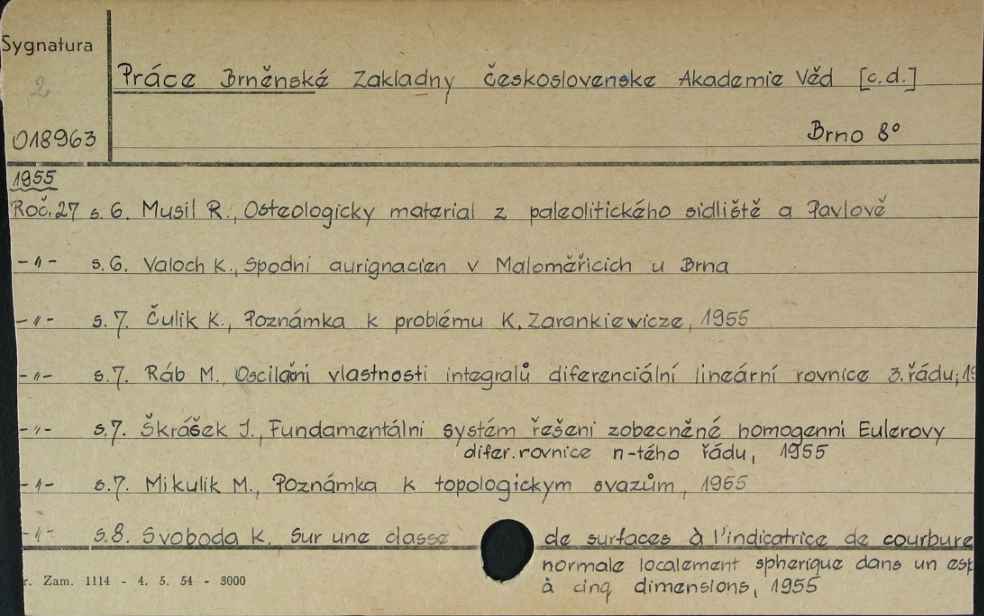 Sygnatura
2
Práce Brněnské Zakladny Československe Akademie Věd [c.d.]
018963
Brno 8°
1955
Roč. 27 s. 6. Musil R., Osteologicky material z paleolitického sidliště a Pavlově
-"- s. 6. Valoch K., Spodni aurignacien v Maloměřicich u Brna
-"- s. 7. Čulik K., Poznámka k problému K. Zarankiewicze, 1955
-"- s. 7. Ráb M., Oscilačni vlastnosti integralů diferenciální lineární rovnice 3. řádu, 19
-"- s. 7. Škrášek J., Fundamentálni systém řešeni zobecněné homogenni Eulerovy
difer. rovnice n-tého řádu, 1955
-"- s. 7. Mikulik M., Poznámka k topologickym svazům, 1955
-"- s. 8. Svoboda K. Sur une classe de surfaces à l'indicatrice de courbure
normale localement spherique dans un esp
à cinq dimensions, 1955
r. Zam. 1114 - 4. 5. 54 - 3000